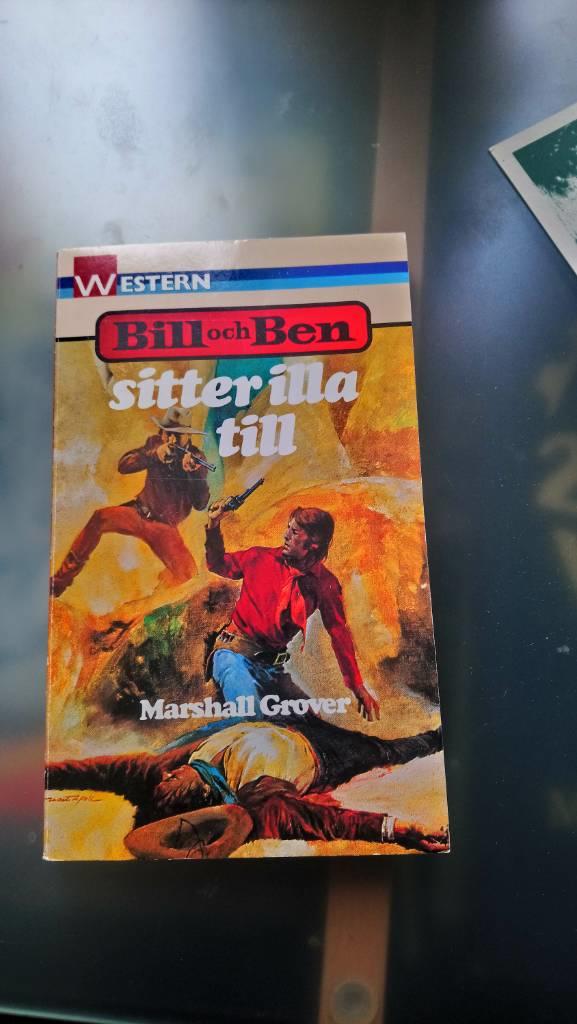 WESTERN
Bill och Ben
sitter illa
till
Marshall Grover